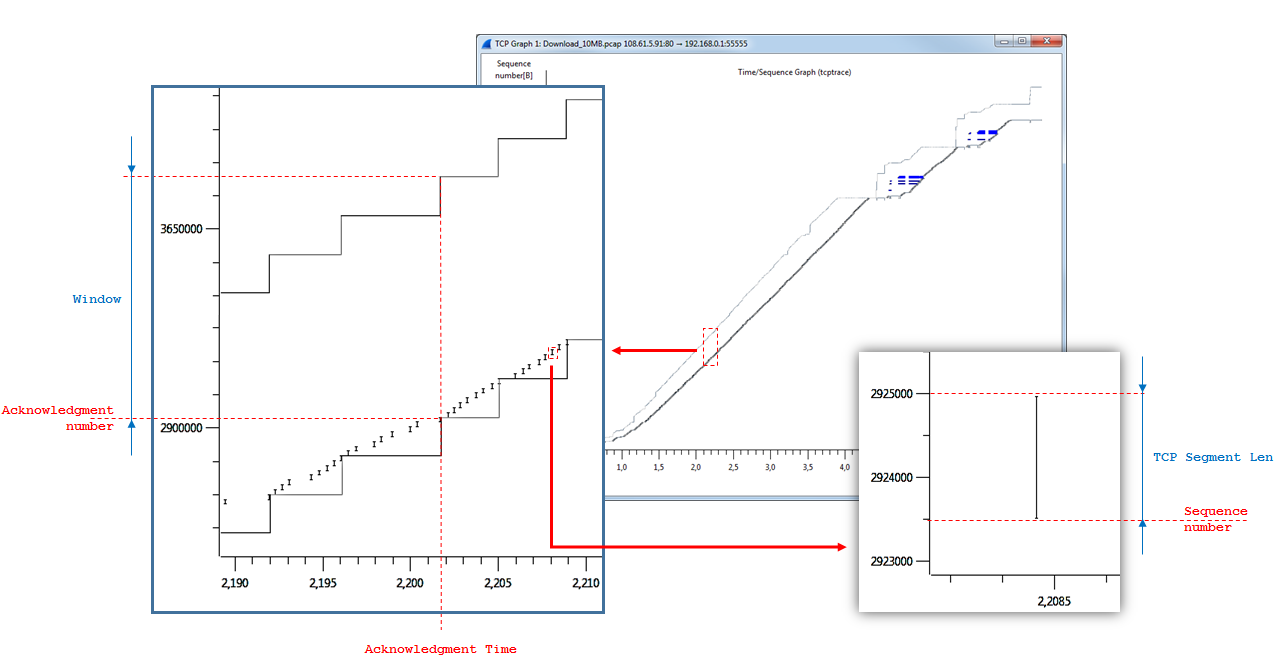 TCP Graph 1: Download_10MB.pcap 108.61.5.91:80 → 192.168.0.1:55555
Sequence
number[B]
Time/Sequence Graph (tcptrace)
3650000
Window
Acknowledgment
number
2900000
2,190
2,195
2,200
2,205
2,210
Acknowledgment Time
1,0
1,5
2,0
2,5
3,0
3,5
4,0
2925000
2924000
2923000
2,2085
TCP Segment Len
Sequence
number